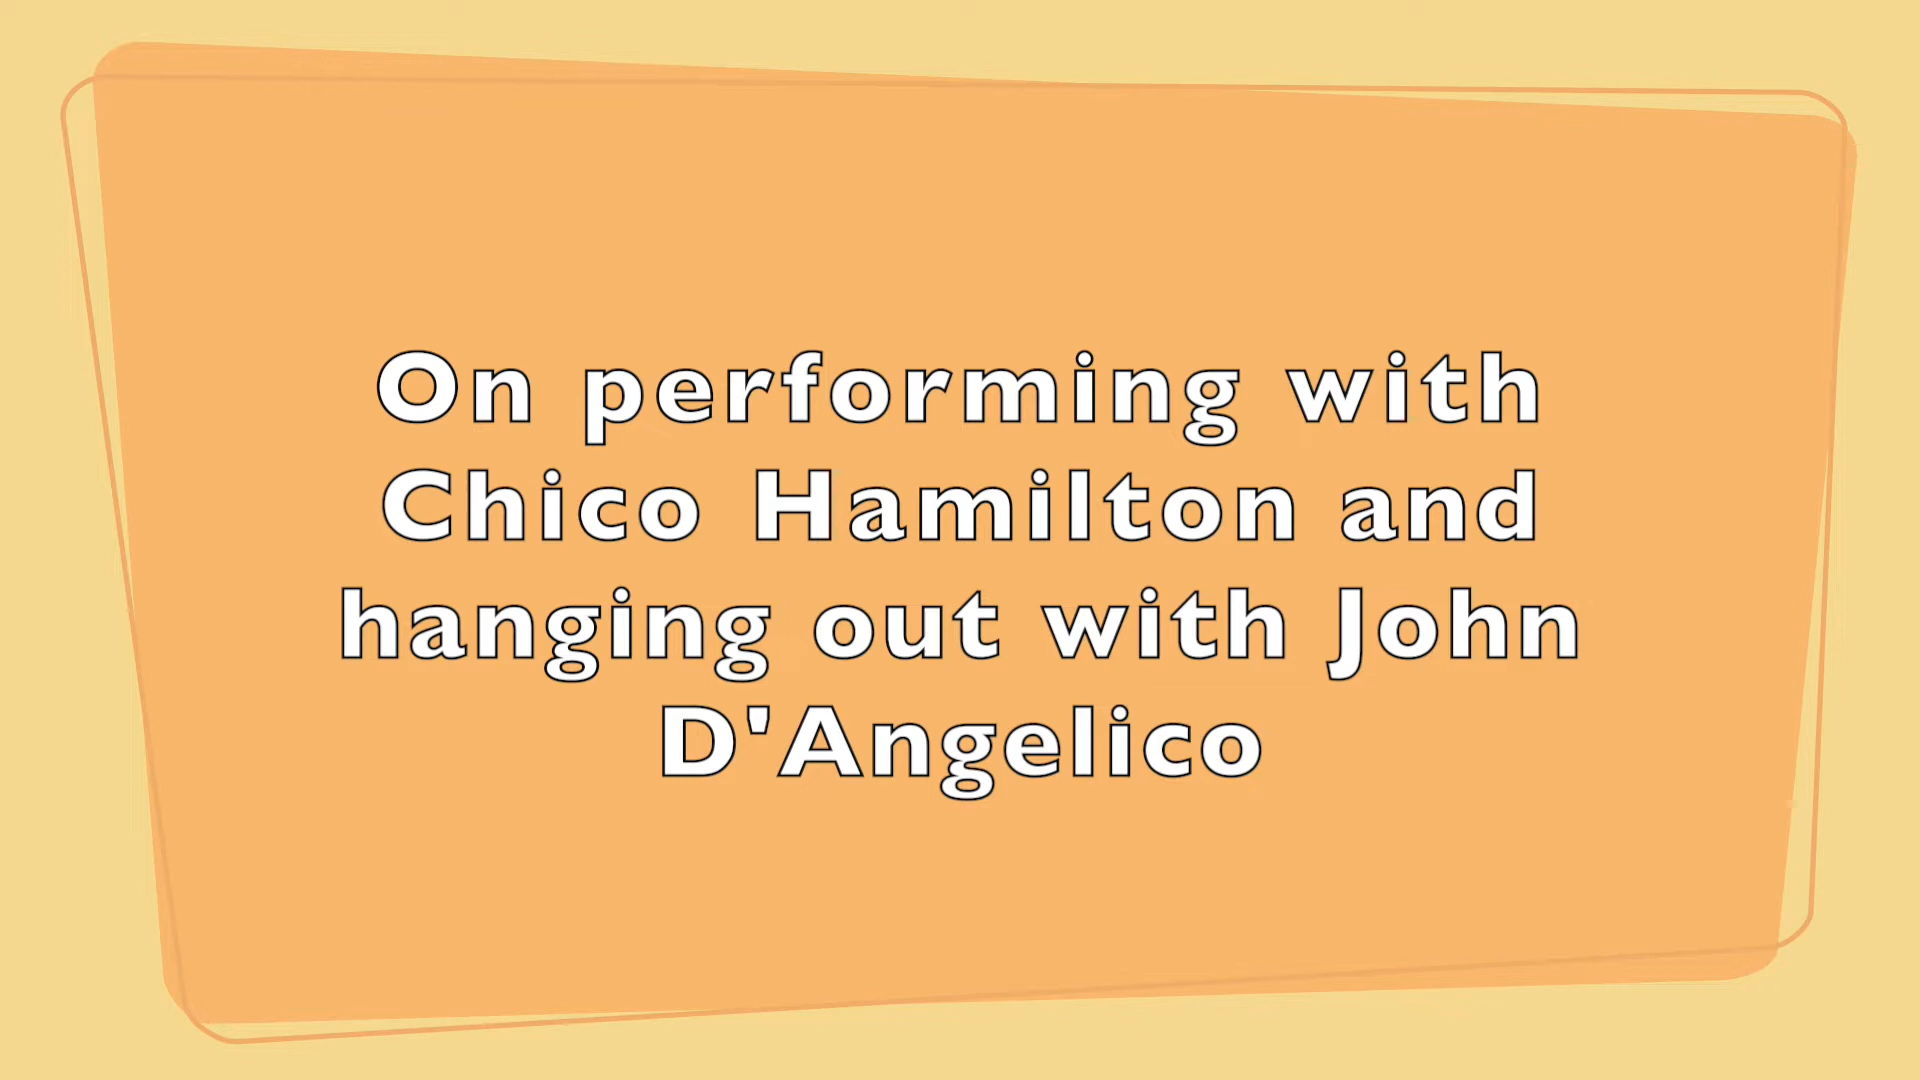 On performing with
Chico Hamilton and
hanging out with John
D'Angelico